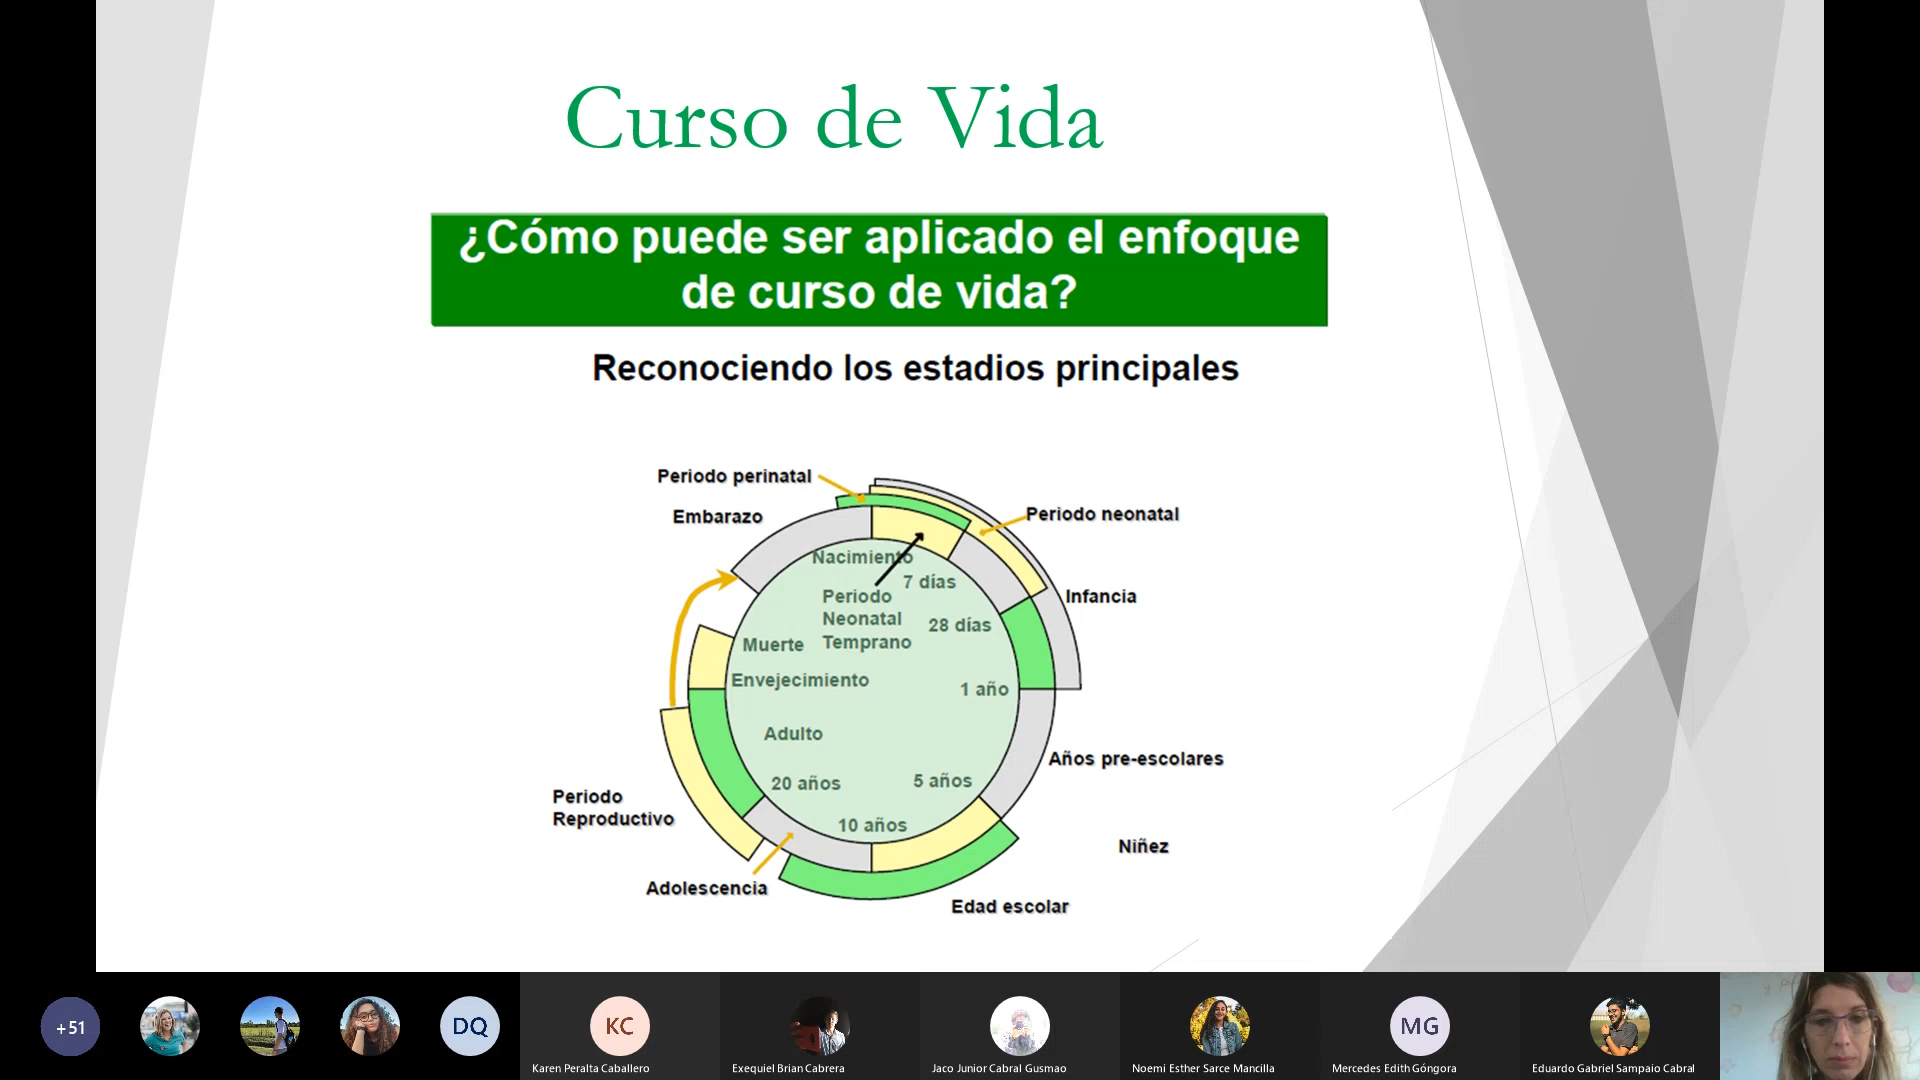 Curso de Vida
¿Cómo puede ser aplicado el enfoque
de curso de vida?
Reconociendo los estadios principales
Periodo perinatal
Embarazo
Periodo neonatal
Nacimiento
7 días
Periodo
Neonatal
Temprano
28 días
Infancia
Muerte
Envejecimiento
1 año
Adulto
Años pre-escolares
20 años
5 años
Periodo
Reproductivo
10 años
Niñez
Adolescencia
Edad escolar
+51
DQ
KC
MG
Karen Peralta Caballero
Exequiel Brian Cabrera
Jaco Junior Cabral Gusmao
Noemi Esther Sarce Mancilla
Mercedes Edith Góngora
Eduardo Gabriel Sampaio Cabral